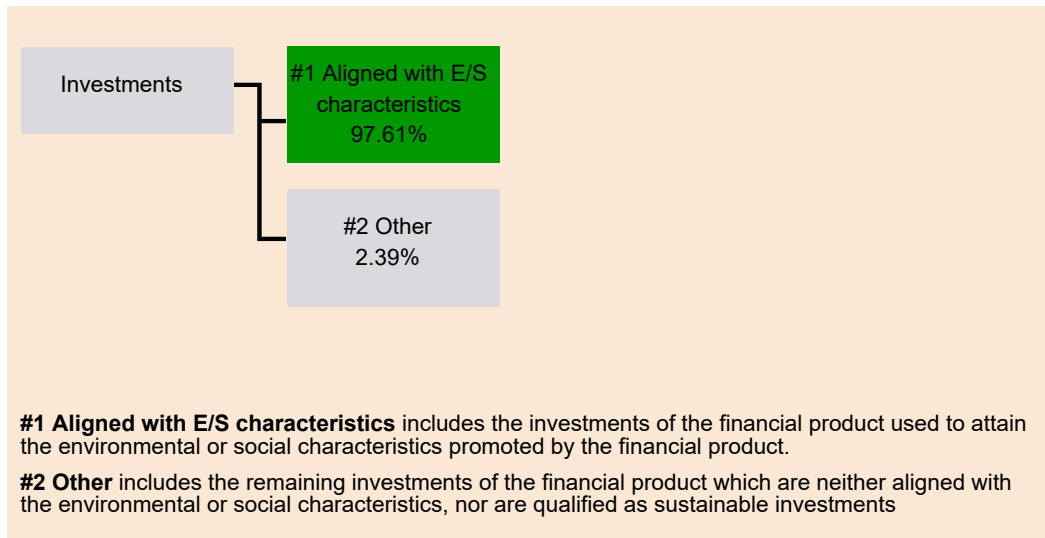 Investments
#1 Aligned with E/S
characteristics
97.61%
#2 Other
2.39%
#1 Aligned with E/S characteristics includes the investments of the financial product used to attain
the environmental or social characteristics promoted by the financial product.
#2 Other includes the remaining investments of the financial product which are neither aligned with
the environmental or social characteristics, nor are qualified as sustainable investments